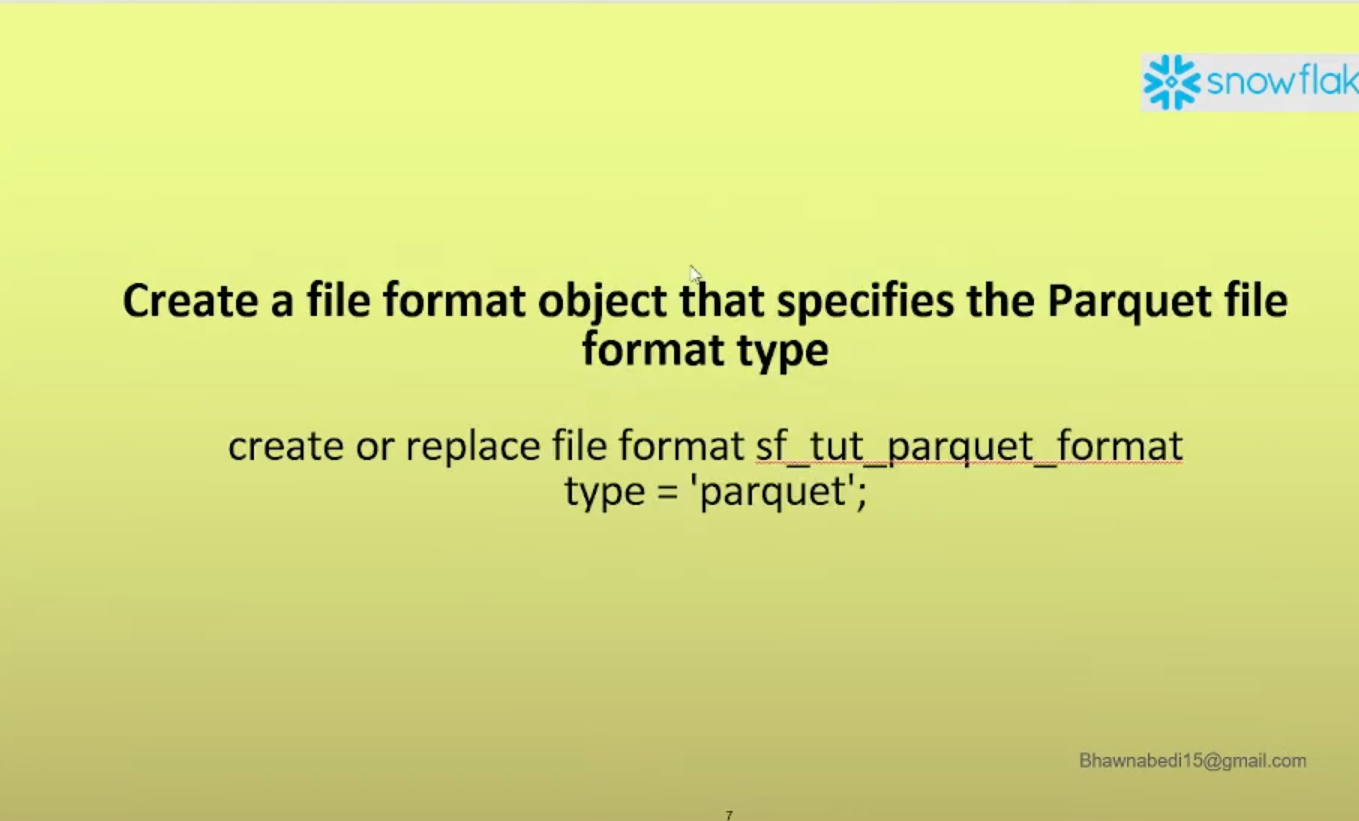 snowflak
Create a file format object that specifies the Parquet file
format type
create or replace file format sf_tut_parquet_format
type = 'parquet';
Bhawnabedi15@gmail.com
7